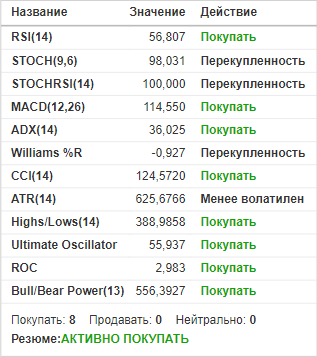 Название Значение Действие
RSI(14) 56,807 Покупать
STOCH(9,6) 98,031 Перекупленность
STOCHRSI(14) 100,000 Перекупленность
MACD(12,26) 114,550 Покупать
ADX(14) 36,025 Покупать
Williams %R -0,927 Перекупленность
CCI(14) 124,5720 Покупать
ATR(14) 625,6766 Менее волатилен
Highs/Lows(14) 388,9858 Покупать
Ultimate Oscillator 55,937 Покупать
ROC 2,983 Покупать
Bull/Bear Power(13) 556,3927 Покупать
Покупать: 8 Продавать: 0 Нейтрально: 0
Резюме:АКТИВНО ПОКУПАТЬ